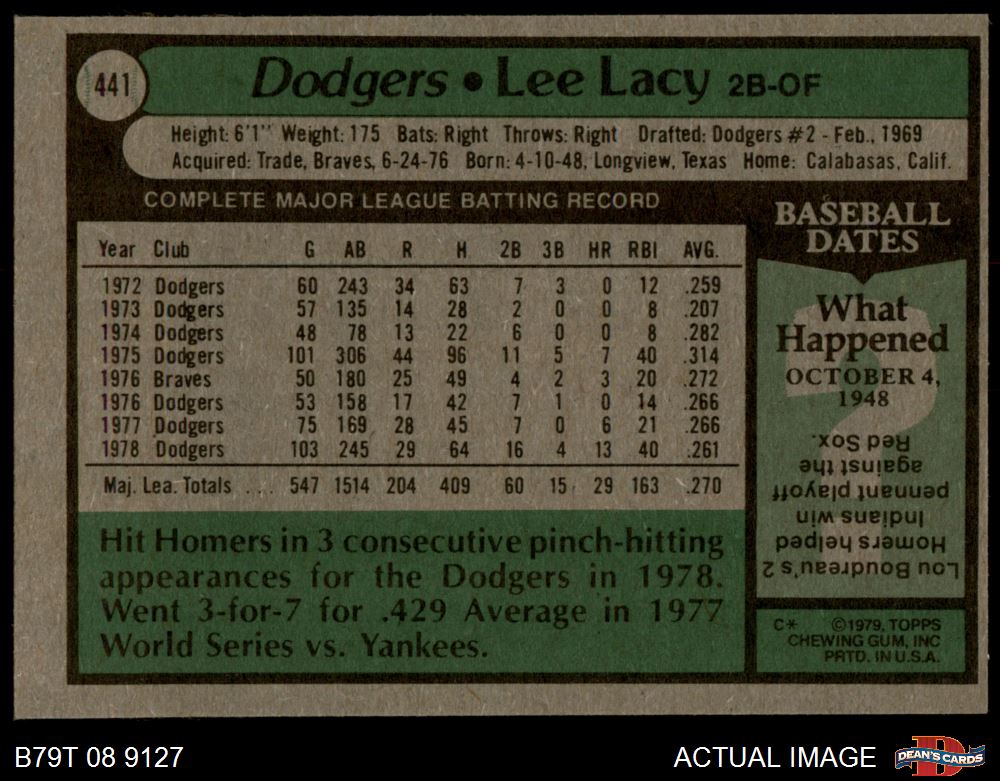 441
Dodgers • Lee Lacy 2B-OF
Height: 6'1" Weight: 175 Bats: Right Throws: Right Drafted: Dodgers #2 - Feb., 1969
Acquired: Trade, Braves, 6-24-76 Born: 4-10-48, Longview, Texas Home: Calabasas, Calif.
COMPLETE MAJOR LEAGUE BATTING RECORD
Year Club G AB R H 2B 3B HR RBI AVG.
1972 Dodgers 60 243 34 63 7 3 0 12 .259
1973 Dodgers 57 135 14 28 2 0 0 8 .207
1974 Dodgers 48 78 13 22 6 0 0 8 .282
1975 Dodgers 101 306 44 96 11 5 7 40 .314
1976 Braves 50 180 25 49 4 2 3 20 .272
1976 Dodgers 53 158 17 42 7 1 0 14 .266
1977 Dodgers 75 169 28 45 7 0 6 21 .266
1978 Dodgers 103 245 29 64 16 4 13 40 .261
Maj. Lea. Totals ... 547 1514 204 409 60 15 29 163 .270
Hit Homers in 3 consecutive pinch-hitting
appearances for the Dodgers in 1978.
Went 3-for-7 for .429 Average in 1977
World Series vs. Yankees.
BASEBALL
DATES
What
Happened
OCTOBER 4,
1948
Lou Boudreau's 2
Homers helped
Indians win
pennant playoff
against the
Red Sox.
C* ©1979, TOPPS
CHEWING GUM, INC
PRTD. IN U.S.A.
B79T 08 9127
ACTUAL IMAGE
D
DEAN'S CARDS